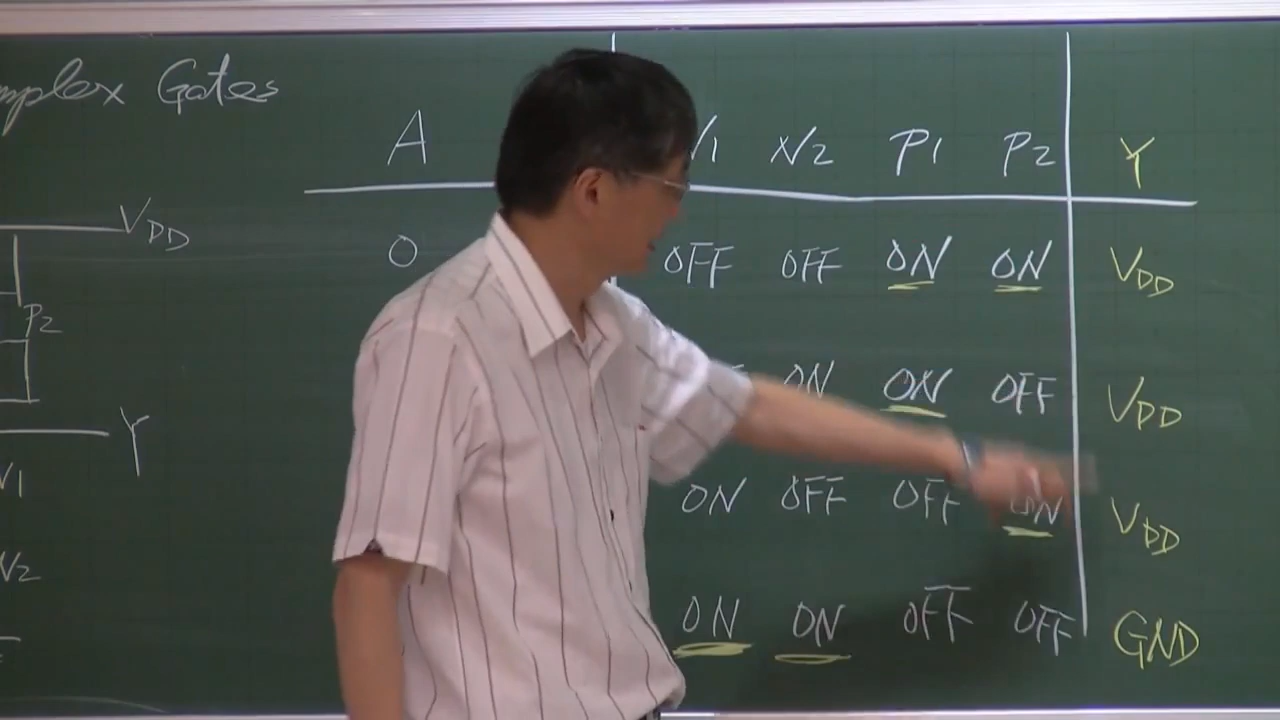 mplex Gates
A N1 N2 P1 P2 Y
VDD
0 OFF OFF ON ON VDD
P2
ON ON OFF VDD
Y
N1 ON OFF OFF ON VDD
N2
ON ON OFF OFF GND